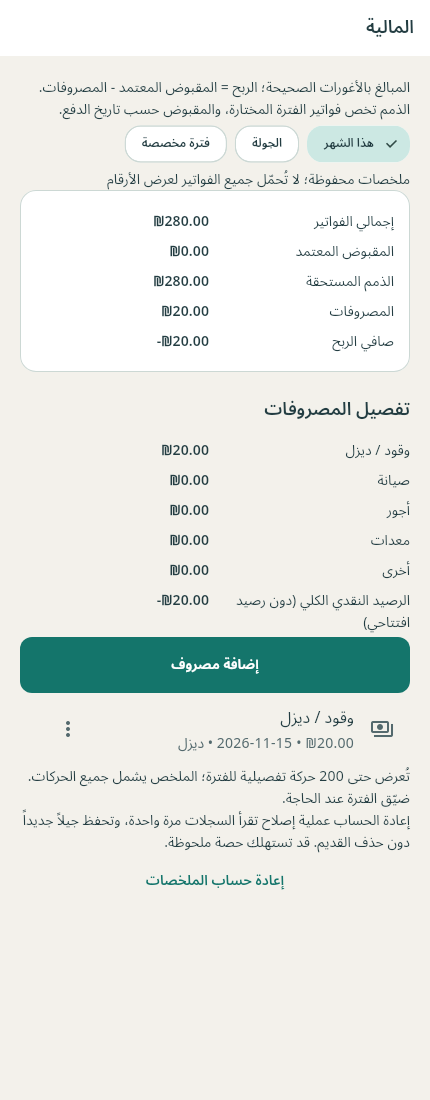 المالية
المبالغ بالأغورات الصحيحة؛ الربح = المقبوض المعتمد - المصروفات.
الذمم تخص فواتير الفترة المختارة، والمقبوض حسب تاريخ الدفع.
هذا الشهر
الجولة
فترة مخصصة
ملخصات محفوظة؛ لا تُحمّل جميع الفواتير لعرض الأرقام
إجمالي الفواتير ₪280.00
المقبوض المعتمد ₪0.00
الذمم المستحقة ₪280.00
المصروفات ₪20.00
صافي الربح -₪20.00
تفصيل المصروفات
وقود / ديزل ₪20.00
صيانة ₪0.00
أجور ₪0.00
معدات ₪0.00
أخرى ₪0.00
الرصيد النقدي الكلي (دون رصيد ₪20.00-
افتتاحي)
إضافة مصروف
وقود / ديزل
₪20.00 • 2026-11-15 • ديزل
تُعرض حتى 200 حركة تفصيلية للفترة؛ الملخص يشمل جميع الحركات.
ضيّق الفترة عند الحاجة.
إعادة الحساب عملية إصلاح تقرأ السجلات مرة واحدة، وتحفظ جيلاً جديداً
دون حذف القديم. قد تستهلك حصة ملحوظة.
إعادة حساب الملخصات